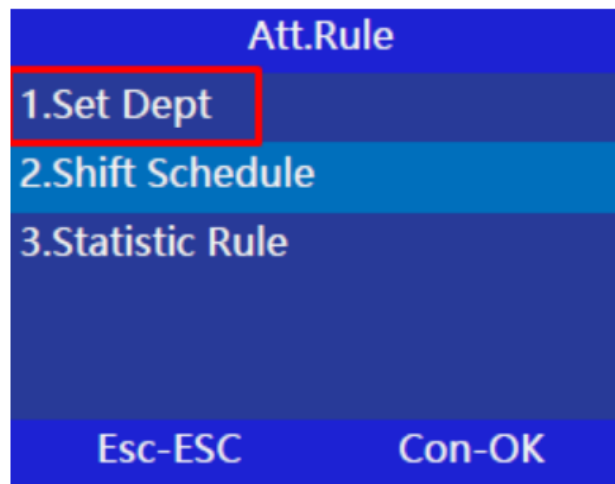 Att.Rule
1.Set Dept
2.Shift Schedule
3.Statistic Rule
Esc-ESC Con-OK